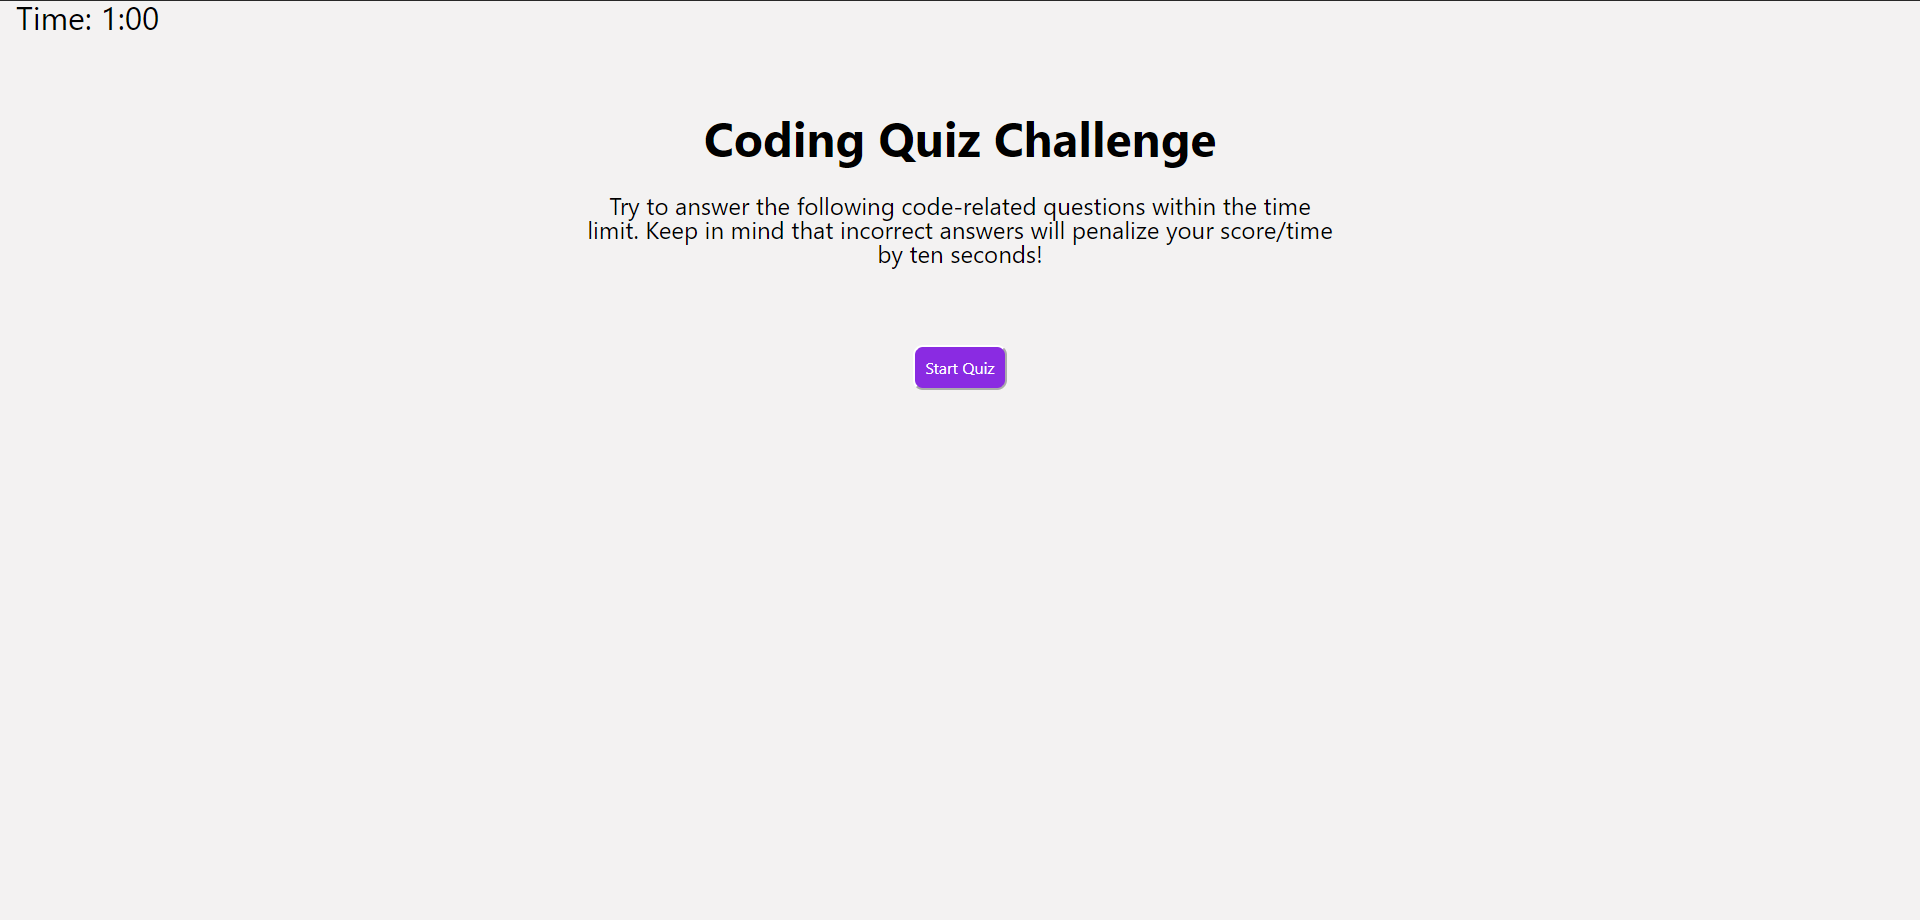 Time: 1:00
Coding Quiz Challenge
Try to answer the following code-related questions within the time
limit. Keep in mind that incorrect answers will penalize your score/time
by ten seconds!
Start Quiz